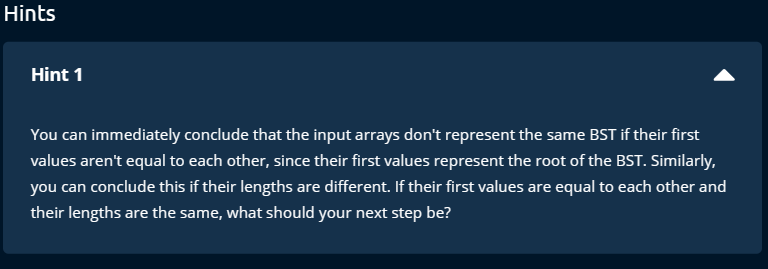 Hints
Hint 1
You can immediately conclude that the input arrays don't represent the same BST if their first
values aren't equal to each other, since their first values represent the root of the BST. Similarly,
you can conclude this if their lengths are different. If their first values are equal to each other and
their lengths are the same, what should your next step be?